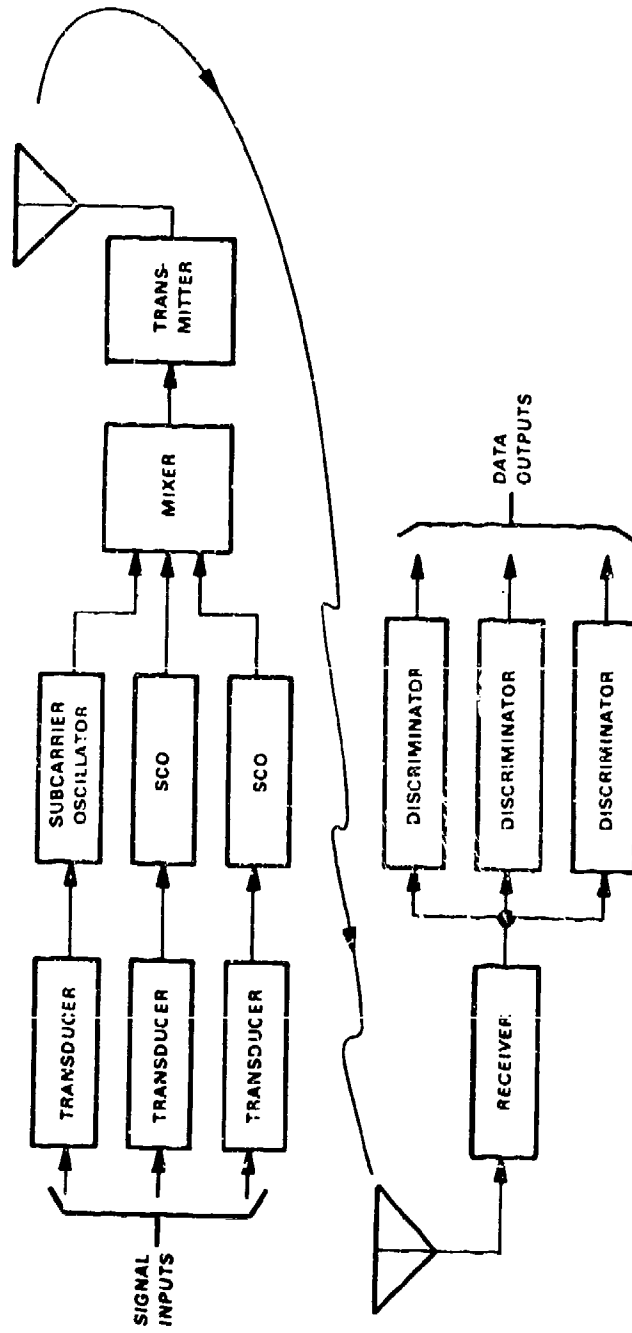 SIGNAL
INPUTS
TRANSDUCER
TRANSDUCER
TRANSDUCER
SUBCARRIER
OSCILLATOR
SCO
SCO
MIXER
TRANS-
MITTER
RECEIVER
DISCRIMINATOR
DISCRIMINATOR
DISCRIMINATOR
DATA
OUTPUTS